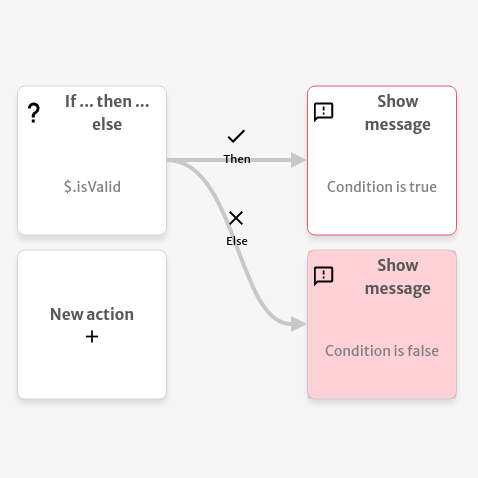 If ... then ...
else
$.isValid
Then
Show
message
Condition is true
Else
New action
+
Show
message
Condition is false